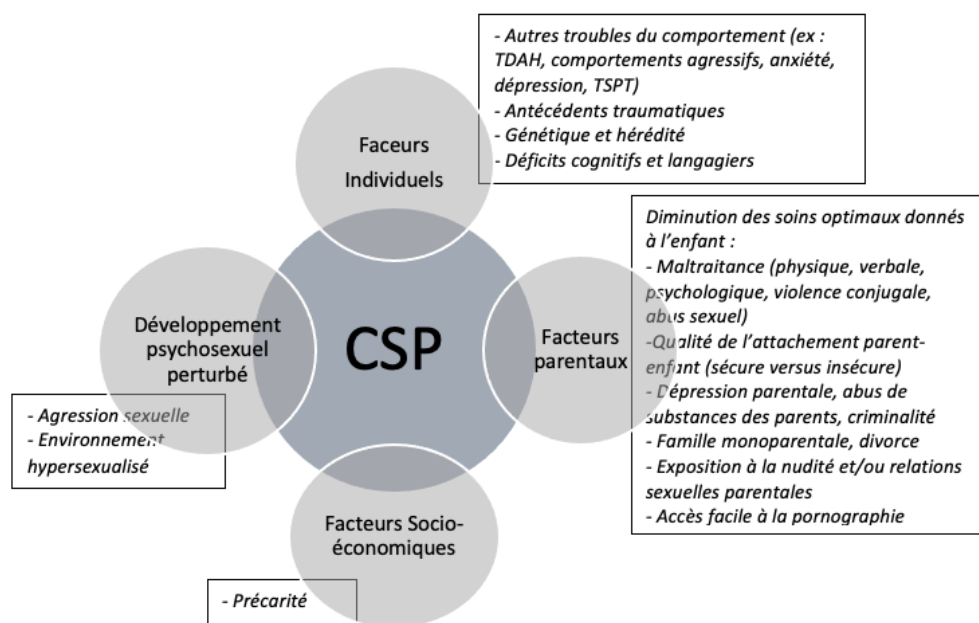 - Autres troubles du comportement (ex :
TDAH, comportements agressifs, anxiété,
dépression, TSPT)
- Antécédents traumatiques
- Génétique et hérédité
- Déficits cognitifs et langagiers
Faceurs
Individuels
Diminution des soins optimaux donnés
à l’enfant :
- Maltraitance (physique, verbale,
psychologique, violence conjugale,
abus sexuel)
-Qualité de l’attachement parent-
enfant (sécure versus insécure)
- Dépression parentale, abus de
substances des parents, criminalité
- Famille monoparentale, divorce
- Exposition à la nudité et/ou relations
sexuelles parentales
- Accès facile à la pornographie
Développement
psychosexuel
perturbé
CSP
Facteurs
parentaux
- Agression sexuelle
- Environnement
hypersexualisé
Facteurs Socio-
économiques
- Précarité